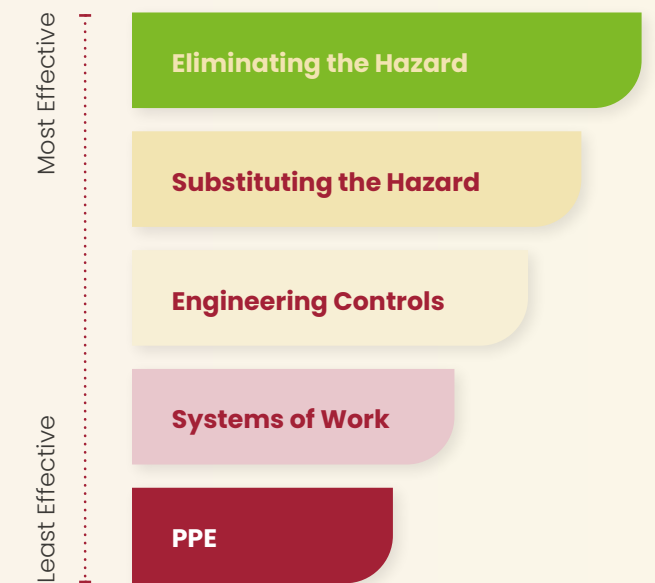 Most Effective
Eliminating the Hazard
Substituting the Hazard
Engineering Controls
Systems of Work
Least Effective
PPE